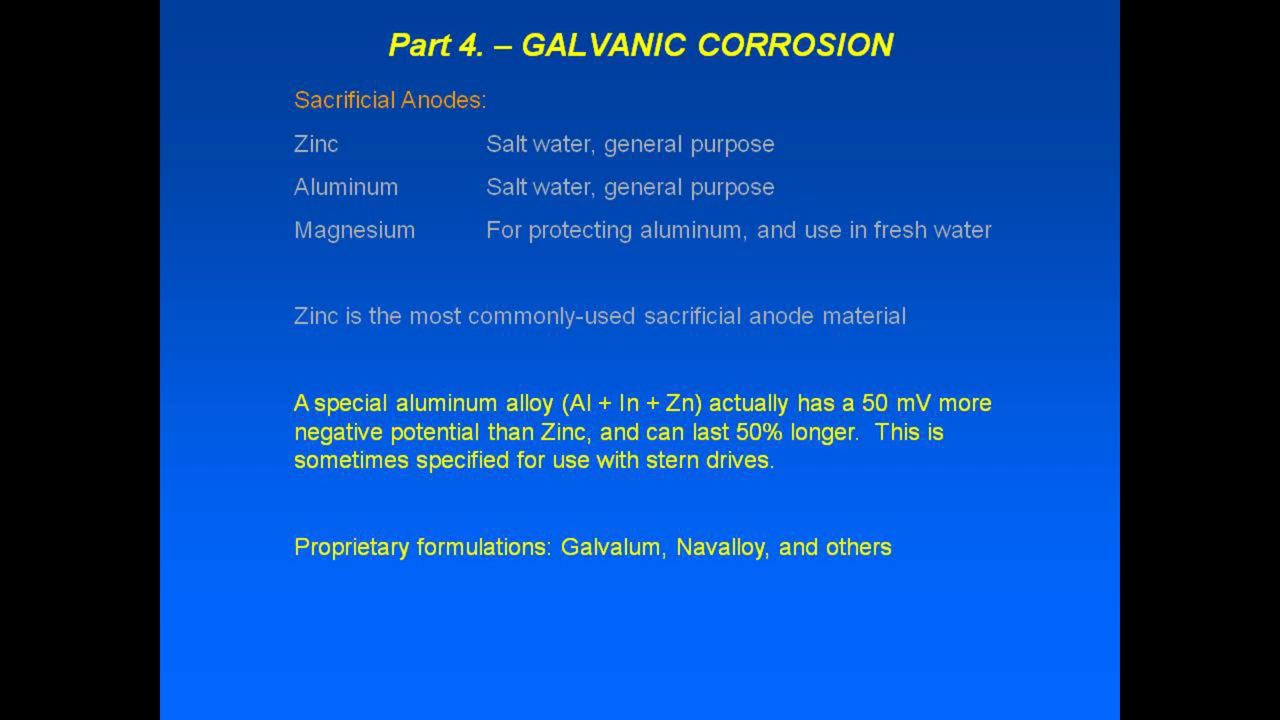 Part 4. – GALVANIC CORROSION
Sacrificial Anodes:
Zinc Salt water, general purpose
Aluminum Salt water, general purpose
Magnesium For protecting aluminum, and use in fresh water
Zinc is the most commonly-used sacrificial anode material
A special aluminum alloy (Al + In + Zn) actually has a 50 mV more
negative potential than Zinc, and can last 50% longer. This is
sometimes specified for use with stern drives.
Proprietary formulations: Galvalum, Navalloy, and others